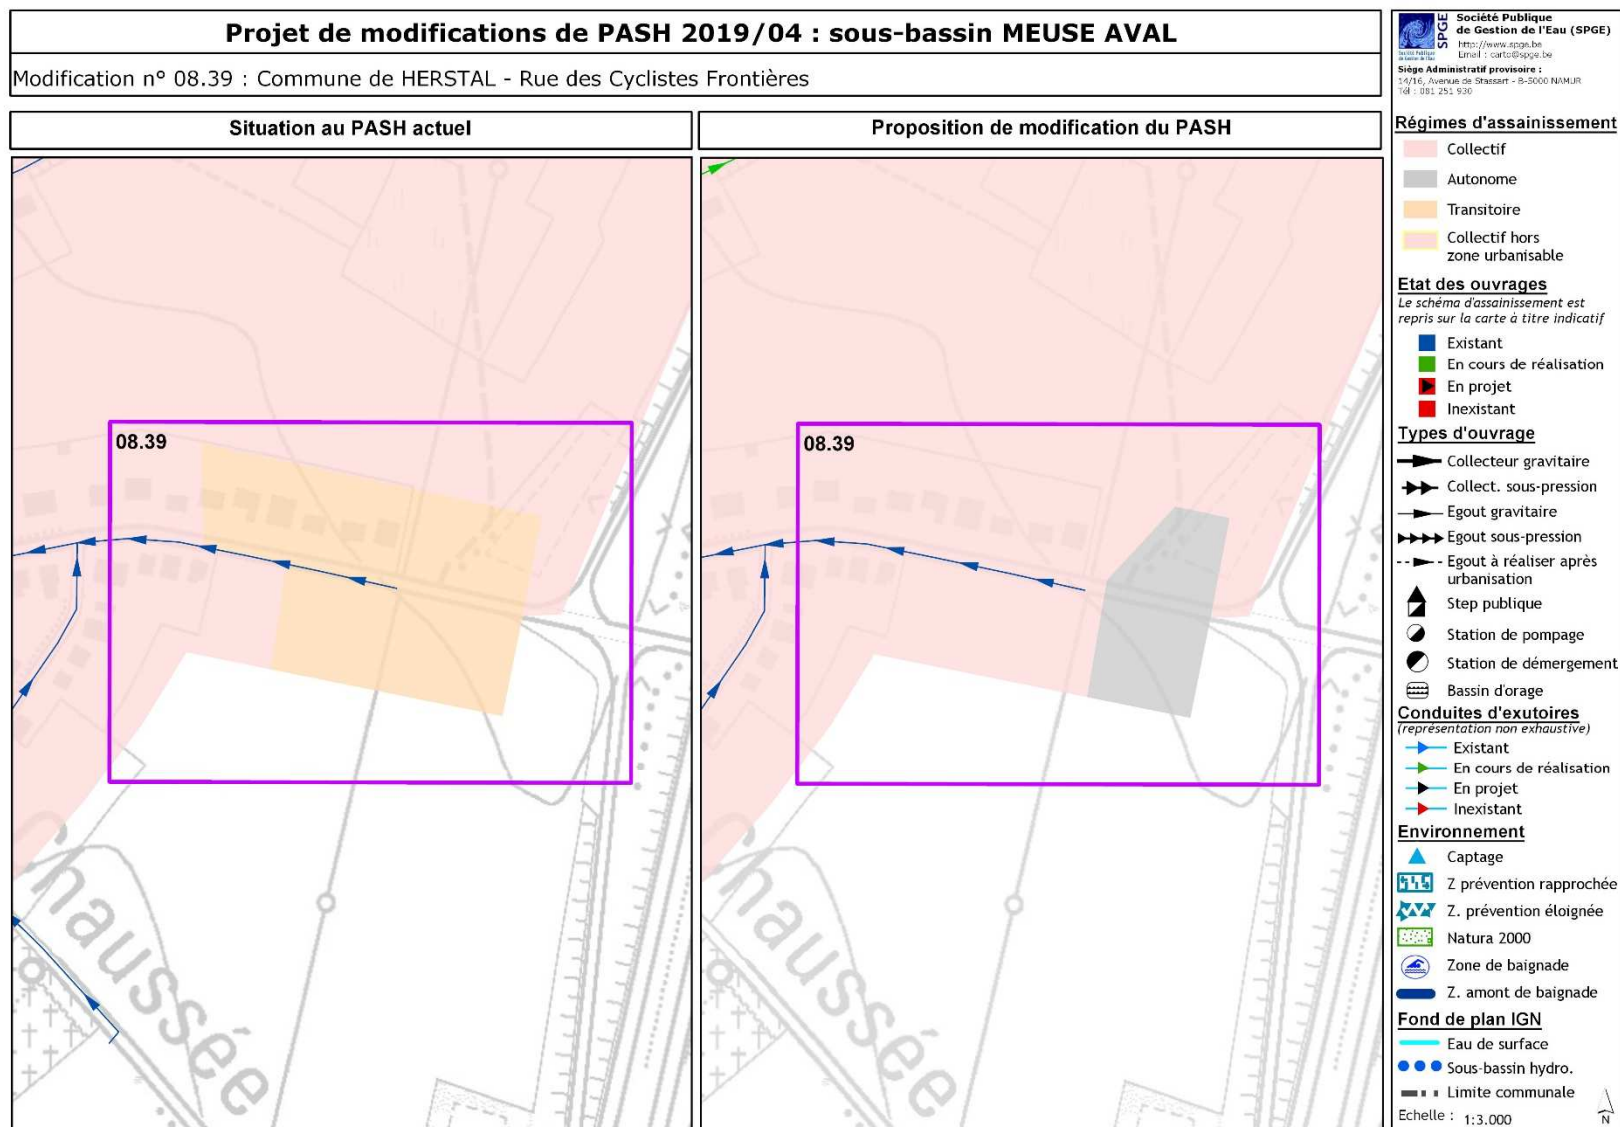 Projet de modifications de PASH 2019/04 : sous-bassin MEUSE AVAL
Modification n° 08.39 : Commune de HERSTAL - Rue des Cyclistes Frontières
Situation au PASH actuel
Proposition de modification du PASH
08.39
haussée
08.39
SPGE
Société Publique
de Gestion de l'Eau (SPGE)
http://www.spge.be
Email : carto@spge.be
Siège Administratif provisoire :
14/16, Avenue de Stassart - B-5000 NAMUR
Tél : 081 251 930
Régimes d'assainissement
Collectif
Autonome
Transitoire
Collectif hors
zone urbanisable
Etat des ouvrages
Le schéma d'assainissement est
repris sur la carte à titre indicatif
Existant
En cours de réalisation
En projet
Inexistant
Types d'ouvrage
Collecteur gravitaire
Collect. sous-pression
Egout gravitaire
Egout sous-pression
Egout à réaliser après
urbanisation
Step publique
Station de pompage
Station de démergement
Bassin d'orage
Conduites d'exutoires
(représentation non exhaustive)
Existant
En cours de réalisation
En projet
Inexistant
Environnement
Captage
Z prévention rapprochée
Z. prévention éloignée
Natura 2000
Zone de baignade
Z. amont de baignade
Fond de plan IGN
Eau de surface
Sous-bassin hydro.
Limite communale
Echelle : 1:3.000
N